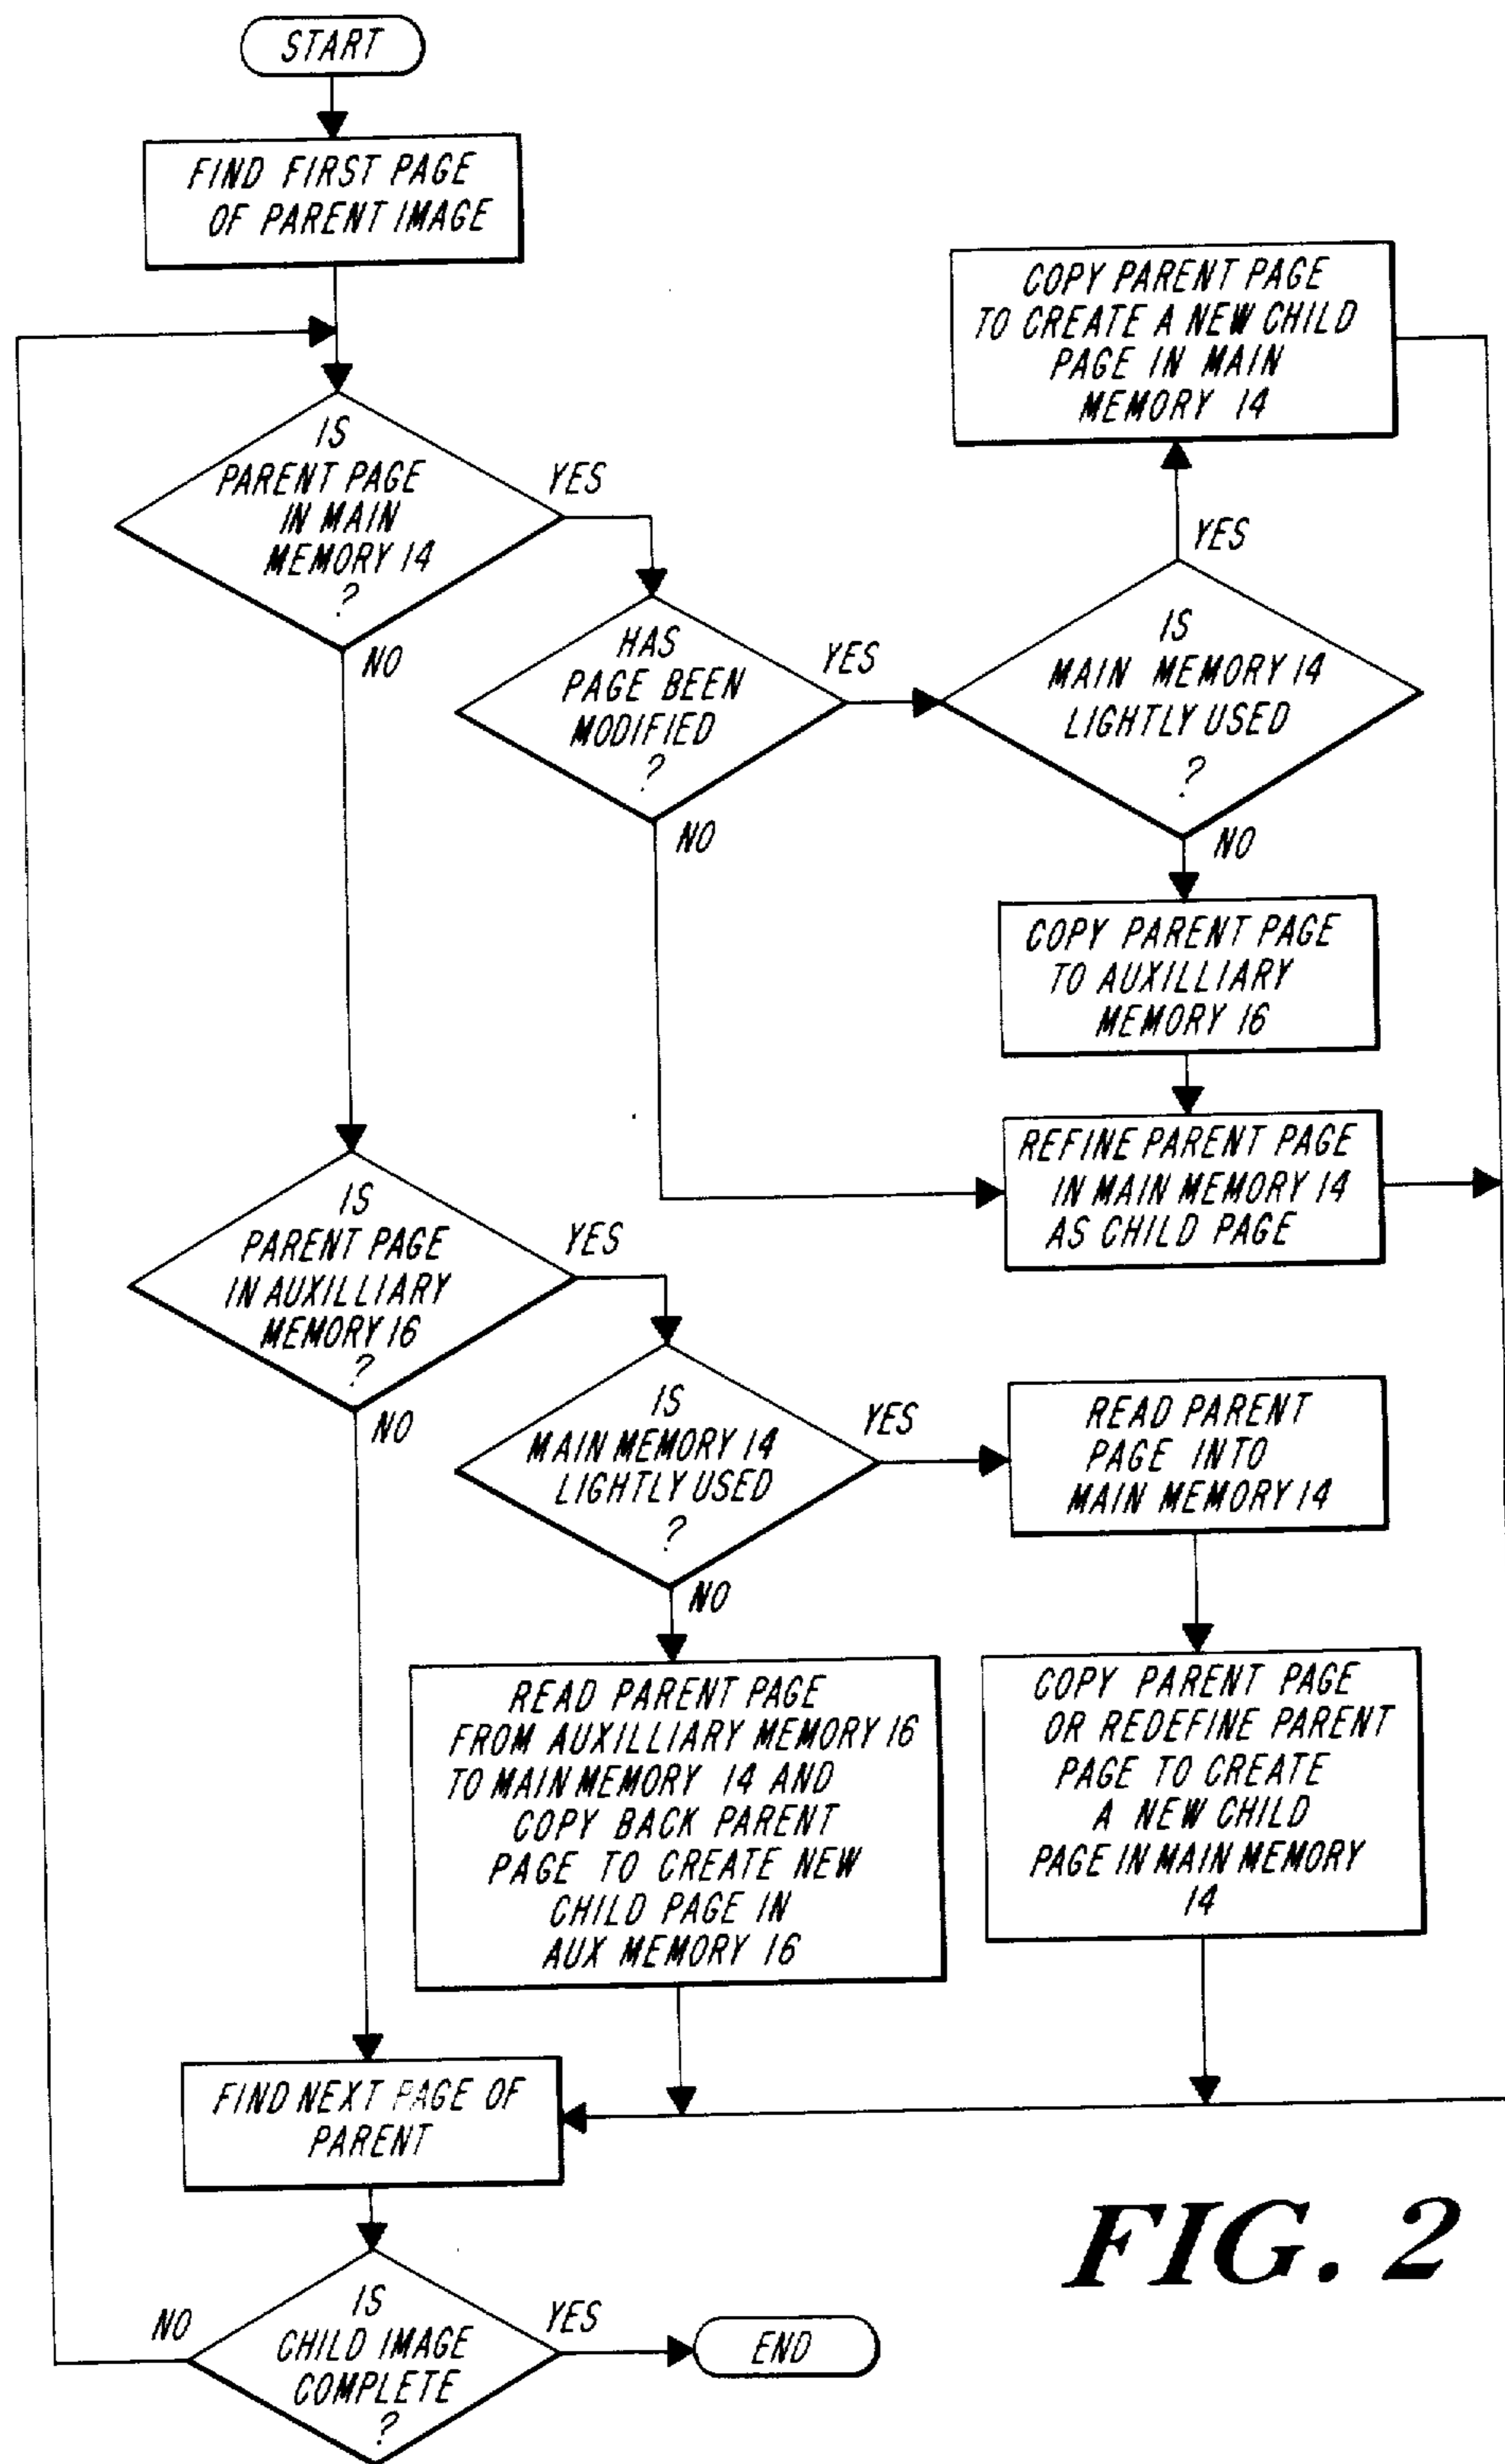 START
FIND FIRST PAGE
OF PARENT IMAGE
COPY PARENT PAGE
TO CREATE A NEW CHILD
PAGE IN MAIN
MEMORY 14
IS
PARENT PAGE
IN MAIN
MEMORY 14
?
YES
NO
HAS
PAGE BEEN
MODIFIED
?
YES
NO
IS
MAIN MEMORY 14
LIGHTLY USED
?
YES
NO
COPY PARENT PAGE
TO AUXILLIARY
MEMORY 16
REFINE PARENT PAGE
IN MAIN MEMORY 14
AS CHILD PAGE
IS
PARENT PAGE
IN AUXILLIARY
MEMORY 16
?
YES
NO
IS
MAIN MEMORY 14
LIGHTLY USED
?
YES
NO
READ PARENT
PAGE INTO
MAIN MEMORY 14
READ PARENT PAGE
FROM AUXILLIARY MEMORY 16
TO MAIN MEMORY 14 AND
COPY BACK PARENT
PAGE TO CREATE NEW
CHILD PAGE IN
AUX MEMORY 16
COPY PARENT PAGE
OR REDEFINE PARENT
PAGE TO CREATE
A NEW CHILD
PAGE IN MAIN MEMORY
14
FIND NEXT PAGE OF
PARENT
IS
CHILD IMAGE
COMPLETE
?
NO
YES
END
FIG. 2